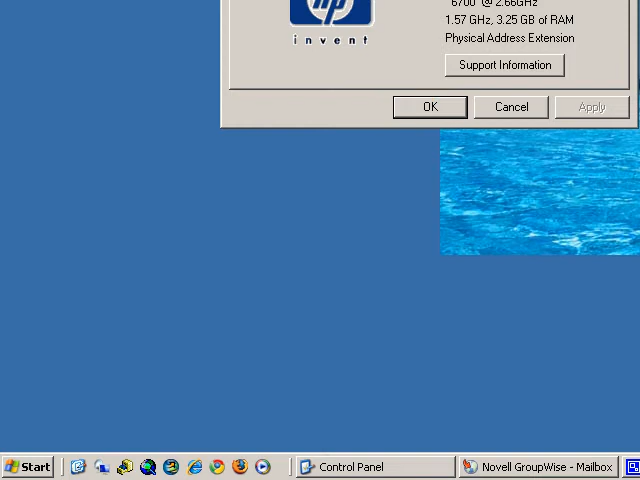 hp
invent
6700 @ 2.66GHz
1.57 GHz, 3.25 GB of RAM
Physical Address Extension
Support Information
OK
Cancel
Apply
Start
Control Panel
Novell GroupWise - Mailbox